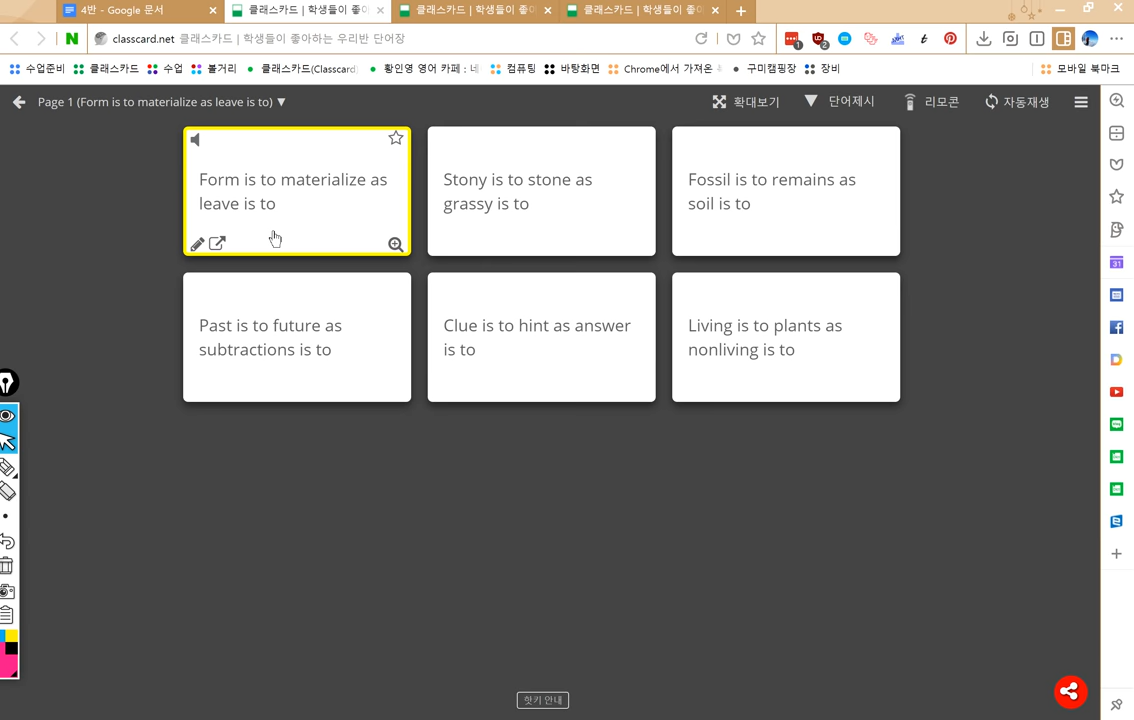 4반 - Google 문서
클래스카드 | 학생들이 좋아
클래스카드 | 학생들이 좋아하
클래스카드 | 학생들이 좋아하
classcard.net 클래스카드 | 학생들이 좋아하는 우리반 단어장
수업준비
클래스카드
수업
볼거리
클래스카드(Classcard
황인영 영어 카페 : 네
컴퓨팅
바탕화면
Chrome에서 가져온
구미캠핑장
장비
모바일 북마크
Page 1 (Form is to materialize as leave is to) ▼
확대보기
단어제시
리모콘
자동재생
Form is to materialize as
leave is to
Stony is to stone as
grassy is to
Fossil is to remains as
soil is to
Past is to future as
subtractions is to
Clue is to hint as answer
is to
Living is to plants as
nonliving is to
핫키 안내